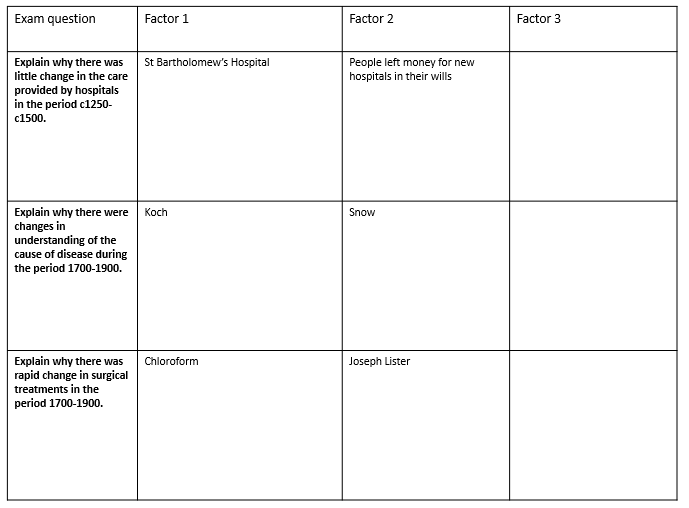 Exam question
Factor 1
Factor 2
Factor 3
Explain why there was
little change in the care
provided by hospitals
in the period c1250-
c1500.
St Bartholomew's Hospital
People left money for new
hospitals in their wills
Explain why there were
changes in
understanding of the
cause of disease during
the period 1700-1900.
Koch
Snow
Explain why there was
rapid change in surgical
treatments in the
period 1700-1900.
Chloroform
Joseph Lister